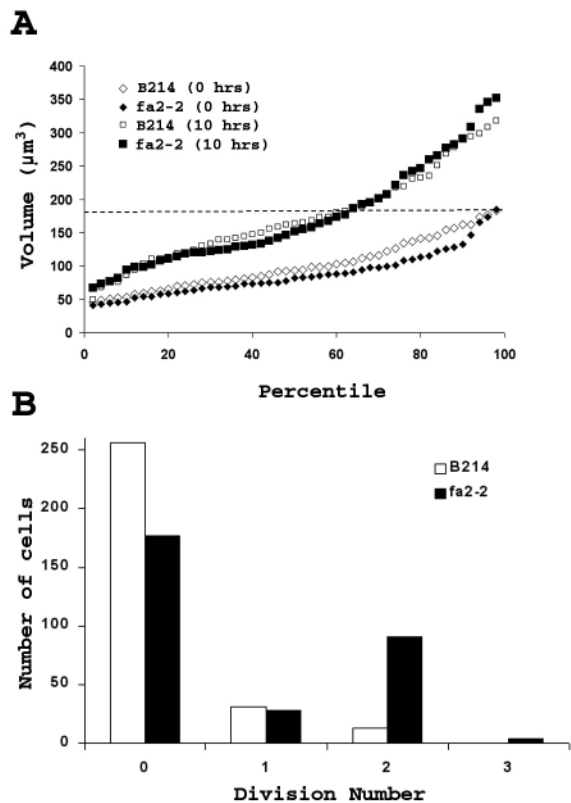 A
400
350
300
250
200
150
100
50
0
Volume (µm³)
B214 (0 hrs)
fa2-2 (0 hrs)
B214 (10 hrs)
fa2-2 (10 hrs)
0 20 40 60 80 100
Percentile
B
250
200
150
100
50
0
Number of cells
B214
fa2-2
0 1 2 3
Division Number